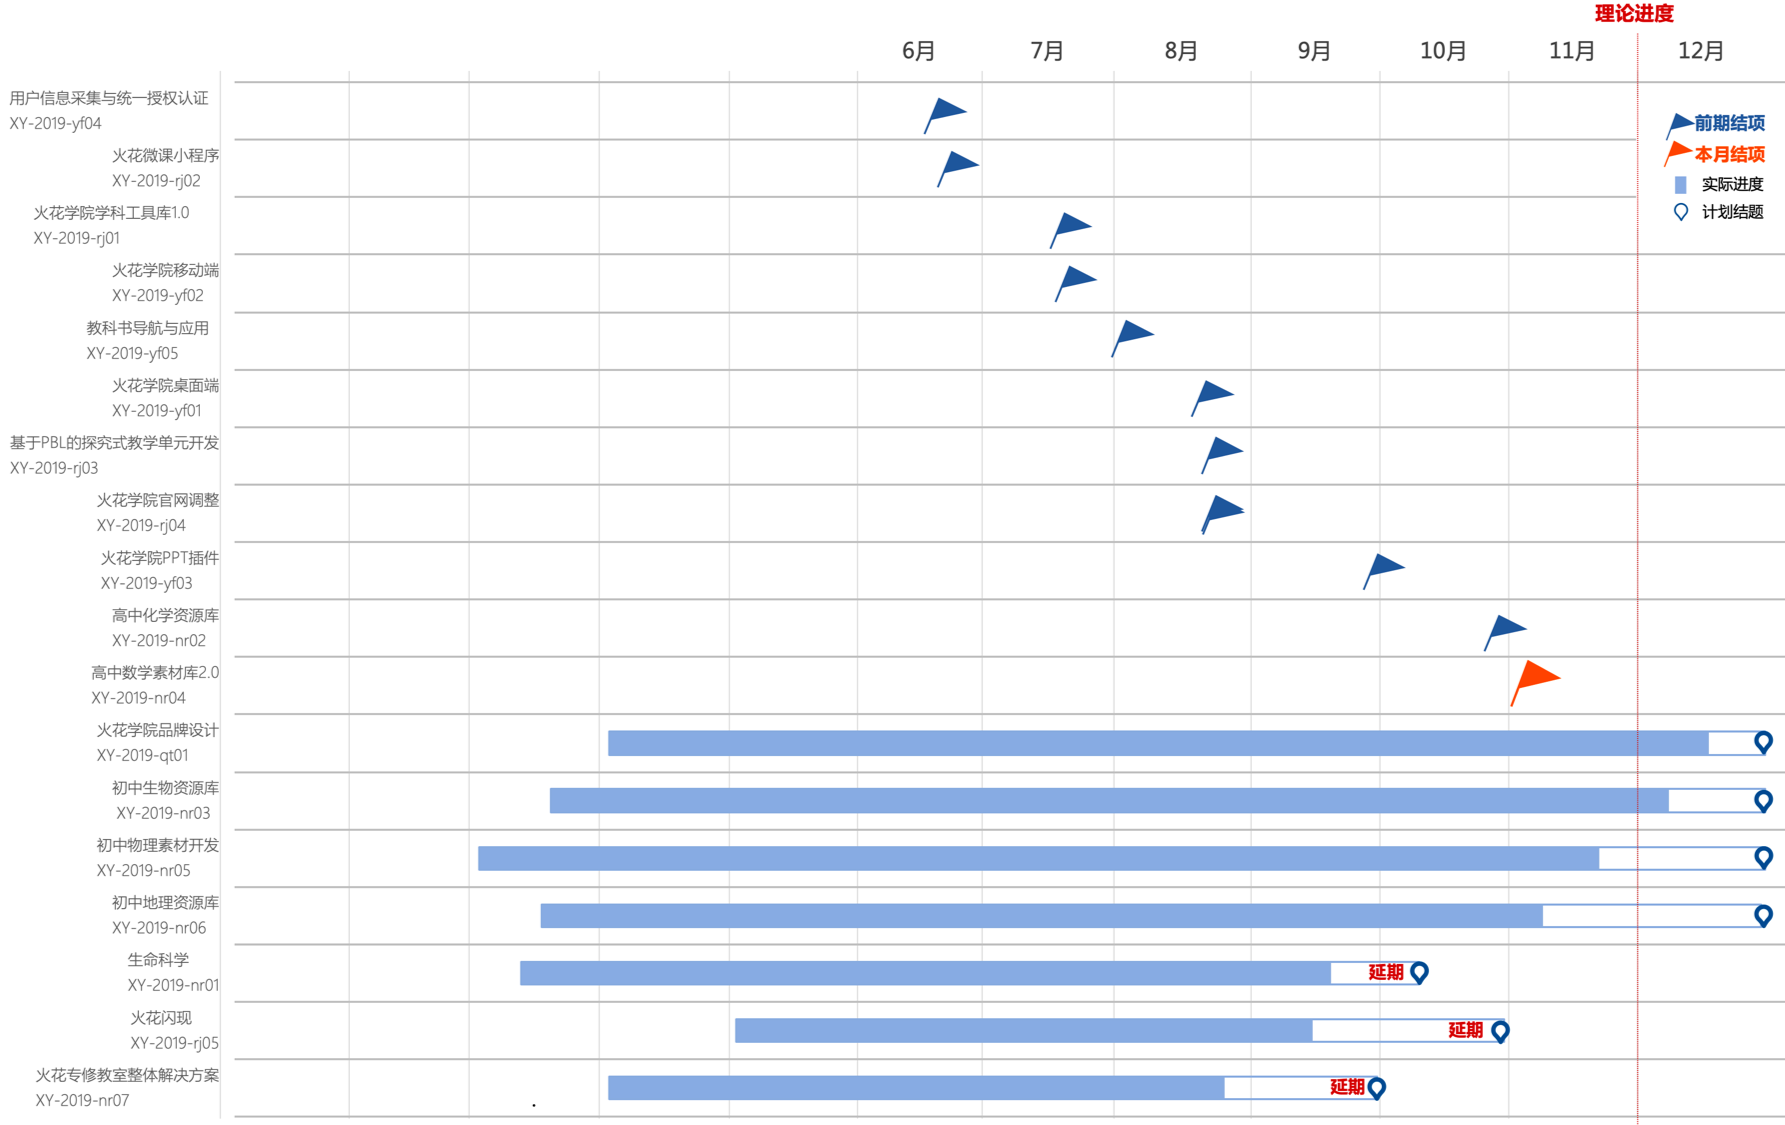 理论进度
6月 7月 8月 9月 10月 11月 12月
用户信息采集与统一授权认证
XY-2019-yf04
前期结项
火花微课小程序
本月结项
XY-2019-rj02
实际进度
火花学院学科工具库1.0
计划结题
XY-2019-rj01
火花学院移动端
XY-2019-yf02
教科书导航与应用
XY-2019-yf05
火花学院桌面端
XY-2019-yf01
基于PBL的探究式教学单元开发
XY-2019-rj03
火花学院官网调整
XY-2019-rj04
火花学院PPT插件
XY-2019-yf03
高中化学资源库
XY-2019-nr02
高中数学素材库2.0
XY-2019-nr04
火花学院品牌设计
XY-2019-qt01
初中生物资源库
XY-2019-nr03
初中物理素材开发
XY-2019-nr05
初中地理资源库
XY-2019-nr06
生命科学
延期
XY-2019-nr01
火花闪现
延期
XY-2019-rj05
火花专修教室整体解决方案
延期
XY-2019-nr07